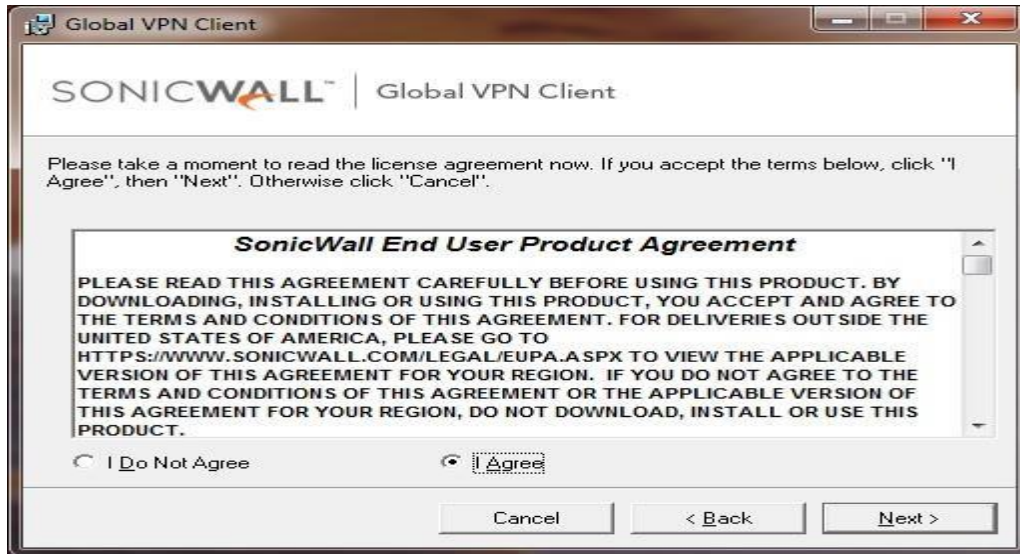 Global VPN Client
SONICWALL™ | Global VPN Client
Please take a moment to read the license agreement now. If you accept the terms below, click "I
Agree", then "Next". Otherwise click "Cancel".
SonicWall End User Product Agreement
PLEASE READ THIS AGREEMENT CAREFULLY BEFORE USING THIS PRODUCT. BY
DOWNLOADING, INSTALLING OR USING THIS PRODUCT, YOU ACCEPT AND AGREE TO
THE TERMS AND CONDITIONS OF THIS AGREEMENT. FOR DELIVERIES OUTSIDE THE
UNITED STATES OF AMERICA, PLEASE GO TO
HTTPS://WWW.SONICWALL.COM/LEGAL/EUPA.ASPX TO VIEW THE APPLICABLE
VERSION OF THIS AGREEMENT FOR YOUR REGION. IF YOU DO NOT AGREE TO THE
TERMS AND CONDITIONS OF THIS AGREEMENT OR THE APPLICABLE VERSION OF
THIS AGREEMENT FOR YOUR REGION, DO NOT DOWNLOAD, INSTALL OR USE THIS
PRODUCT.
I Do Not Agree I Agree
Cancel < Back Next >